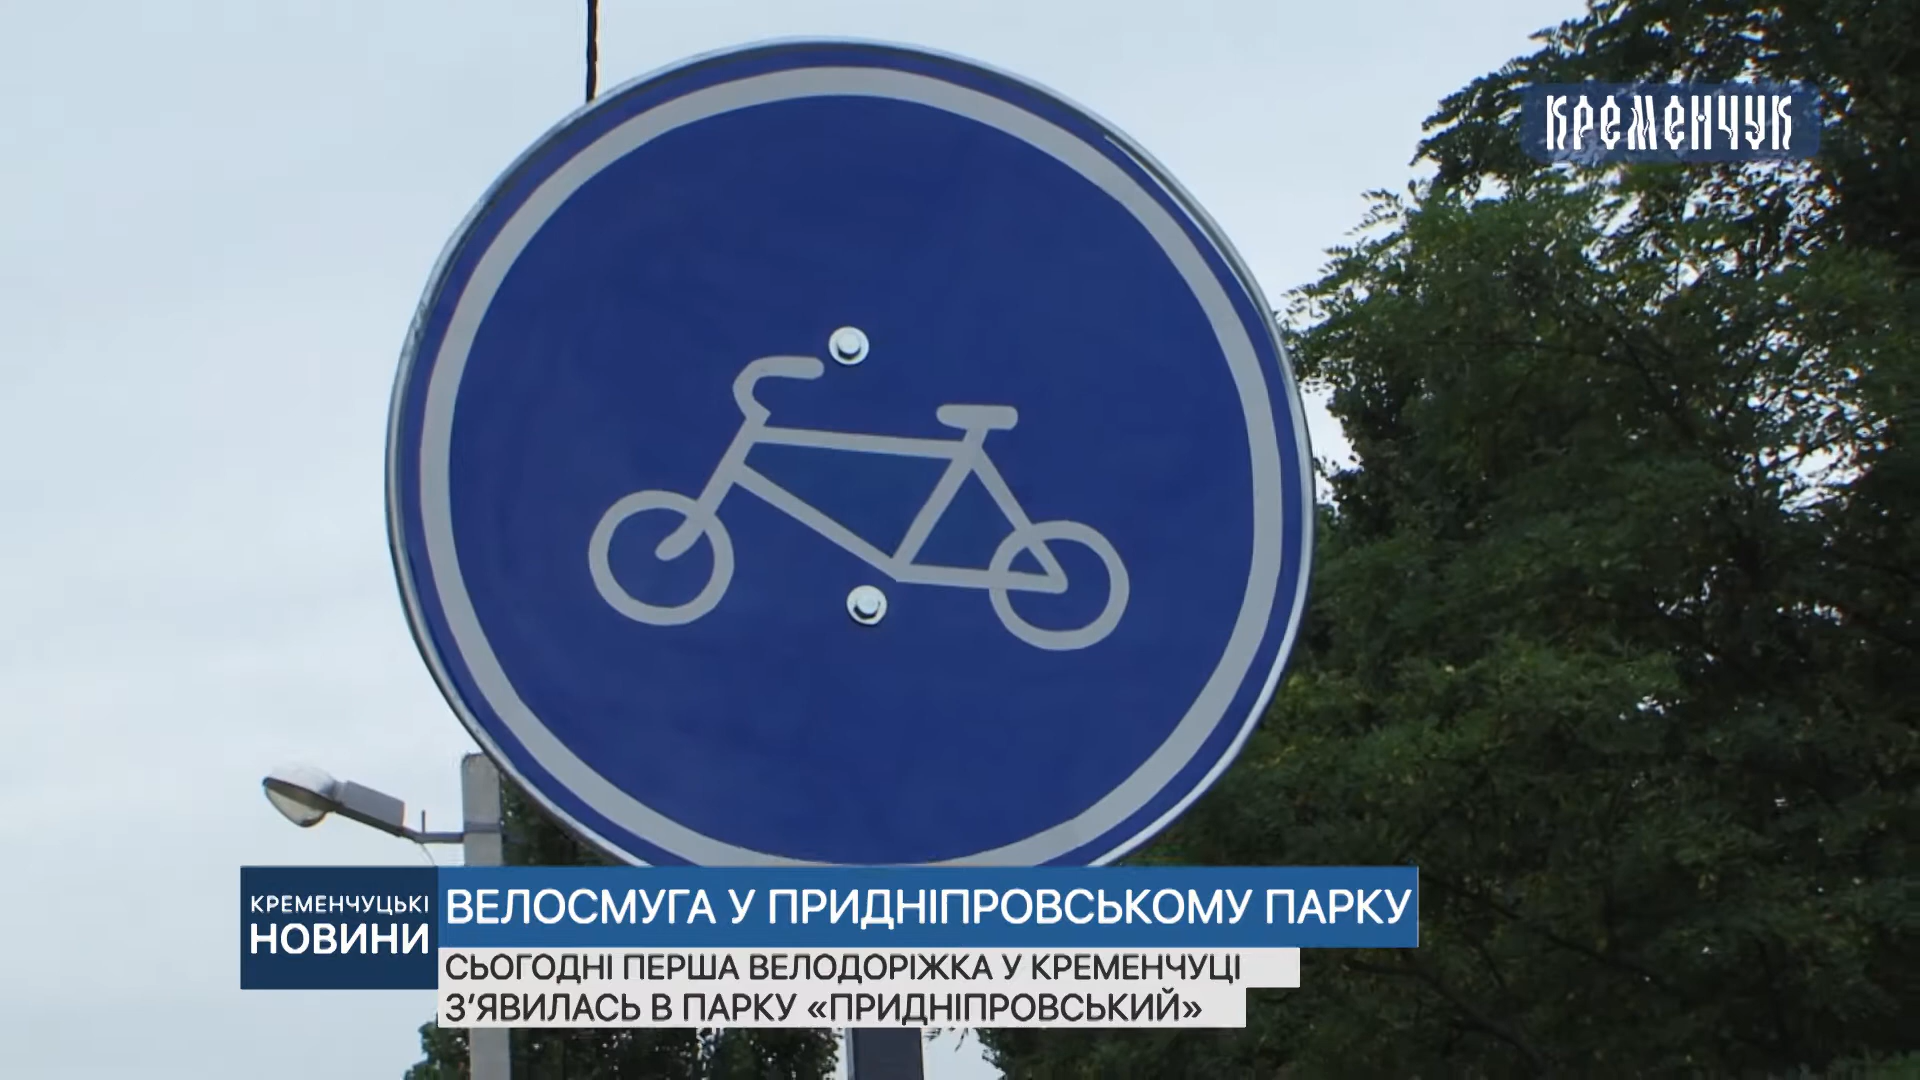 КРЕМЕНЧУК
КРЕМЕНЧУЦЬКІ
НОВИНИ
ВЕЛОСМУГА У ПРИДНІПРОВСЬКОМУ ПАРКУ
СЬОГОДНІ ПЕРША ВЕЛОДОРІЖКА У КРЕМЕНЧУЦІ
З‘ЯВИЛАСЬ В ПАРКУ «ПРИДНІПРОВСЬКИЙ»